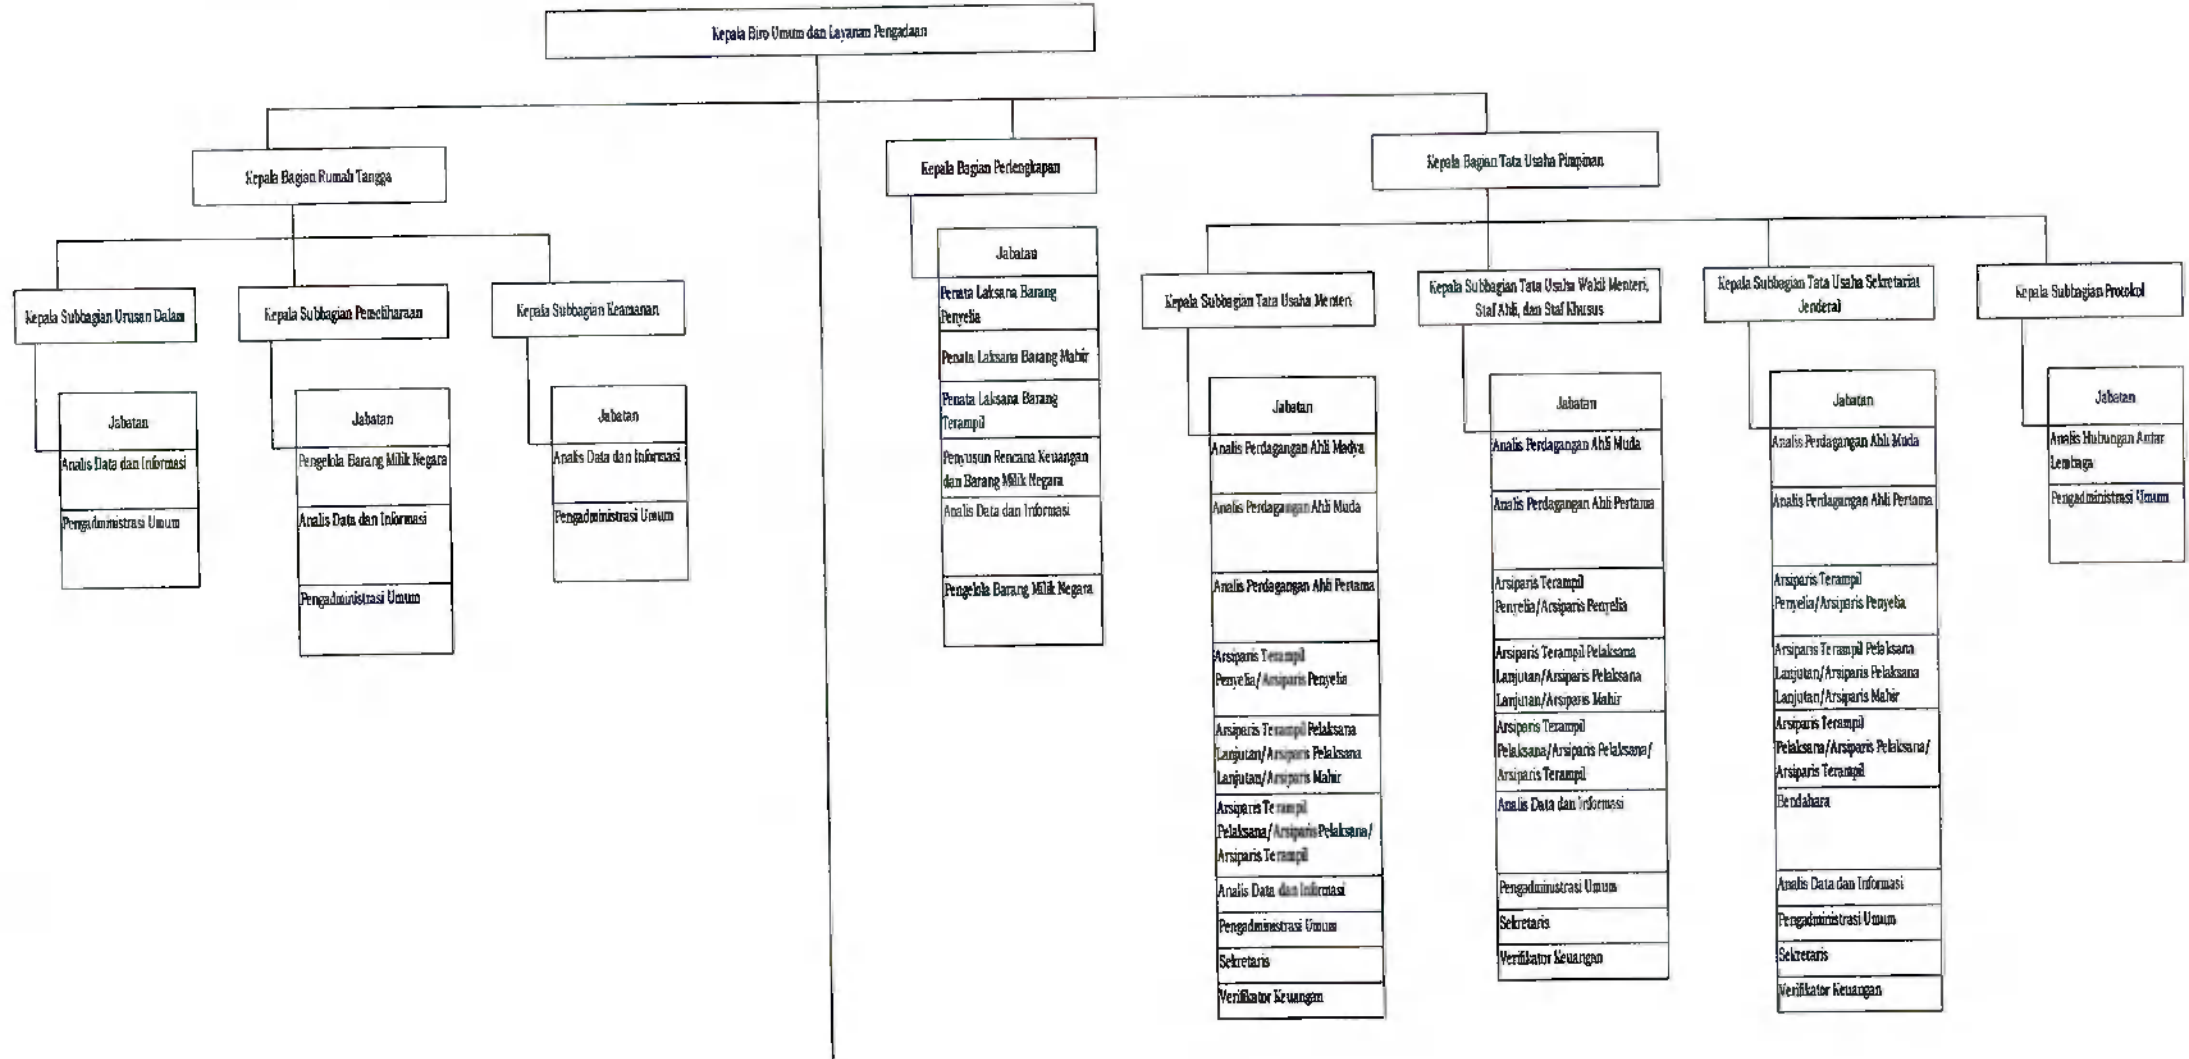 Kepala Biro Umum dan Layanan Pengadaan
Kepala Bagian Rumah Tangga
Kepala Bagian Perlengkapan
Kepala Bagian Tata Usaha Pimpinan
Kepala Subbagian Urusan Dalam
Kepala Subbagian Pemeliharaan
Kepala Subbagian Keamanan
Jabatan
Analis Data dan Informasi
Pengadministrasi Umum
Jabatan
Pengelola Barang Milik Negara
Analis Data dan Informasi
Pengadministrasi Umum
Jabatan
Analis Data dan Informasi
Pengadministrasi Umum
Jabatan
Penata Laksana Barang
Penyelia
Penata Laksana Barang Mahir
Penata Laksana Barang
Terampil
Penyusun Rencana Keuangan
dan Barang Milik Negara
Analis Data dan Informasi
Pengelola Barang Milik Negara
Kepala Subbagian Tata Usaha Menteri
Kepala Subbagian Tata Usaha Wakil Menteri,
Staf Ahli, dan Staf Khusus
Kepala Subbagian Tata Usaha Sekretariat
Jenderal
Kepala Subbagian Protokol
Jabatan
Analis Perdagangan Ahli Madya
Analis Perdagangan Ahli Muda
Analis Perdagangan Ahli Pertama
Arsiparis Terampil
Penyelia/Arsiparis Penyelia
Arsiparis Terampil Pelaksana
Lanjutan/Arsiparis Pelaksana
Lanjutan/Arsiparis Mahir
Arsiparis Terampil
Pelaksana/Arsiparis Pelaksana/
Arsiparis Terampil
Analis Data dan Informasi
Pengadministrasi Umum
Sekretaris
Verifikator Keuangan
Jabatan
Analis Perdagangan Ahli Muda
Analis Perdagangan Ahli Pertama
Arsiparis Terampil
Penyelia/Arsiparis Penyelia
Arsiparis Terampil Pelaksana
Lanjutan/Arsiparis Pelaksana
Lanjutan/Arsiparis Mahir
Arsiparis Terampil
Pelaksana/Arsiparis Pelaksana/
Arsiparis Terampil
Analis Data dan Informasi
Pengadministrasi Umum
Sekretaris
Verifikator Keuangan
Jabatan
Analis Perdagangan Ahli Muda
Analis Perdagangan Ahli Pertama
Arsiparis Terampil
Penyelia/Arsiparis Penyelia
Arsiparis Terampil Pelaksana
Lanjutan/Arsiparis Pelaksana
Lanjutan/Arsiparis Mahir
Arsiparis Terampil
Pelaksana/Arsiparis Pelaksana/
Arsiparis Terampil
Bendahara
Analis Data dan Informasi
Pengadministrasi Umum
Sekretaris
Verifikator Keuangan
Jabatan
Analis Hubungan Antar
Lembaga
Pengadministrasi Umum